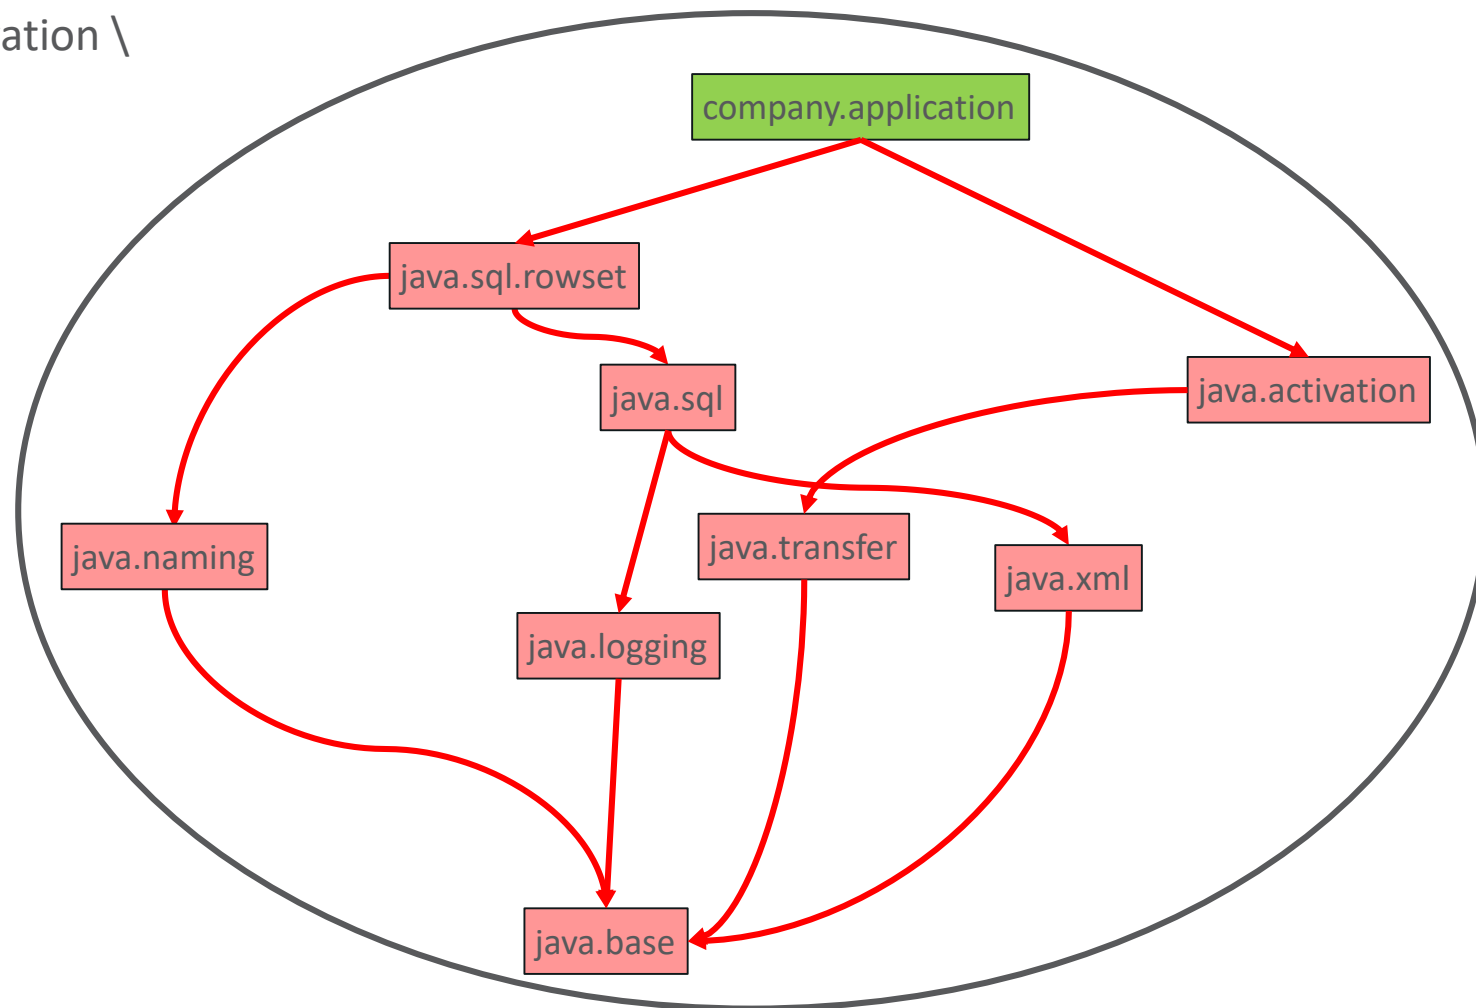 ation \
company.application
java.sql.rowset
java.sql
java.activation
java.naming
java.transfer
java.xml
java.logging
java.base